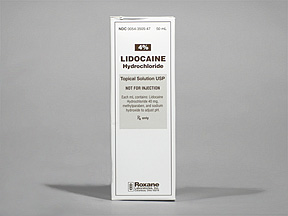 NDC 0054-3505-47 50 mL
4%
LIDOCAINE
Hydrochloride
Topical Solution USP
NOT FOR INJECTION
Each mL contains: Lidocaine
Hydrochloride 40 mg,
methylparaben, and sodium
hydroxide to adjust pH.
Rx only
Roxane